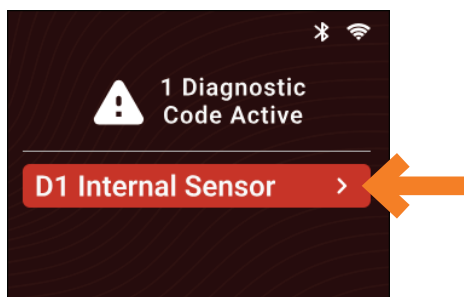 1 Diagnostic
Code Active
D1 Internal Sensor